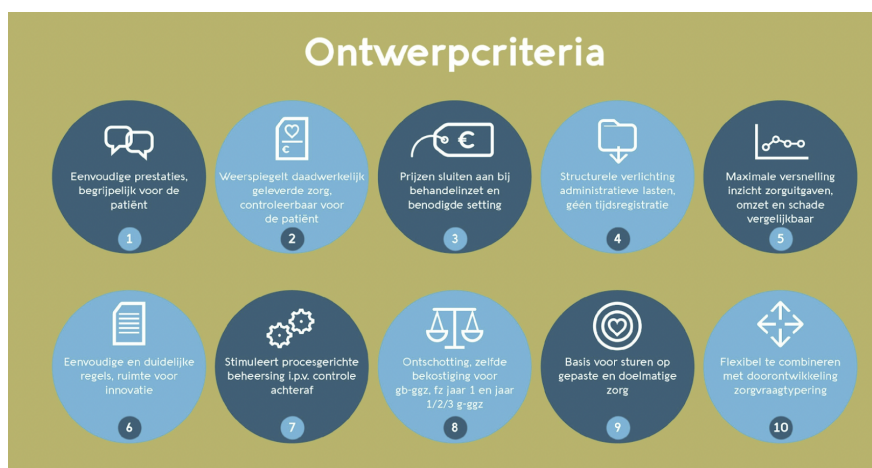 Ontwerpcriteria
€
€
Eenvoudige prestaties,
begrijpelijk voor de
patiënt
1
Weerspiegelt daadwerkelijk
geleverde zorg,
controleerbaar voor
de patiënt
2
Prijzen sluiten aan bij
behandelinzet en
benodigde setting
3
Structurele verlichting
administratieve lasten,
géén tijdsregistratie
4
Maximale versnelling
inzicht zorguitgaven,
omzet en schade
vergelijkbaar
5
Eenvoudige en duidelijke
regels, ruimte voor
innovatie
6
Stimuleert procesgerichte
beheersing i.p.v. controle
achteraf
7
Ontschotting, zelfde
bekostiging voor
gb-ggz, fz jaar 1 en jaar
1/2/3 g-ggz
8
Basis voor sturen op
gepaste en doelmatige
zorg
9
Flexibel te combineren
met doorontwikkeling
zorgvraagtypering
10